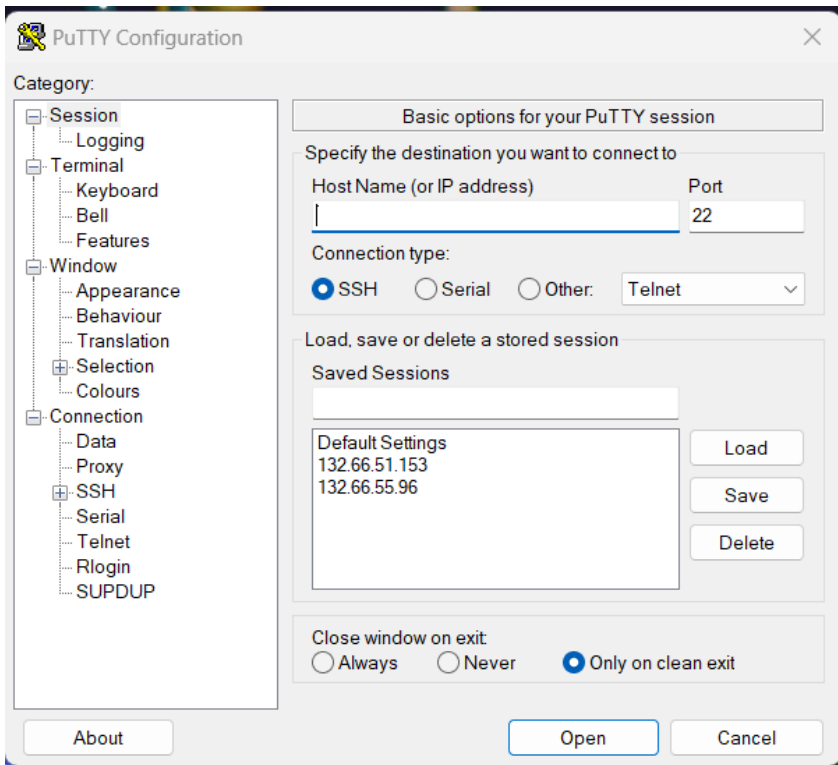 PuTTY Configuration
Category:
Session
Logging
Terminal
Keyboard
Bell
Features
Window
Appearance
Behaviour
Translation
Selection
Colours
Connection
Data
Proxy
SSH
Serial
Telnet
Rlogin
SUPDUP
Basic options for your PuTTY session
Specify the destination you want to connect to
Host Name (or IP address) Port
22
Connection type:
SSH Serial Other: Telnet
Load, save or delete a stored session
Saved Sessions
Default Settings
132.66.51.153
132.66.55.96
Load
Save
Delete
Close window on exit:
Always Never Only on clean exit
About Open Cancel